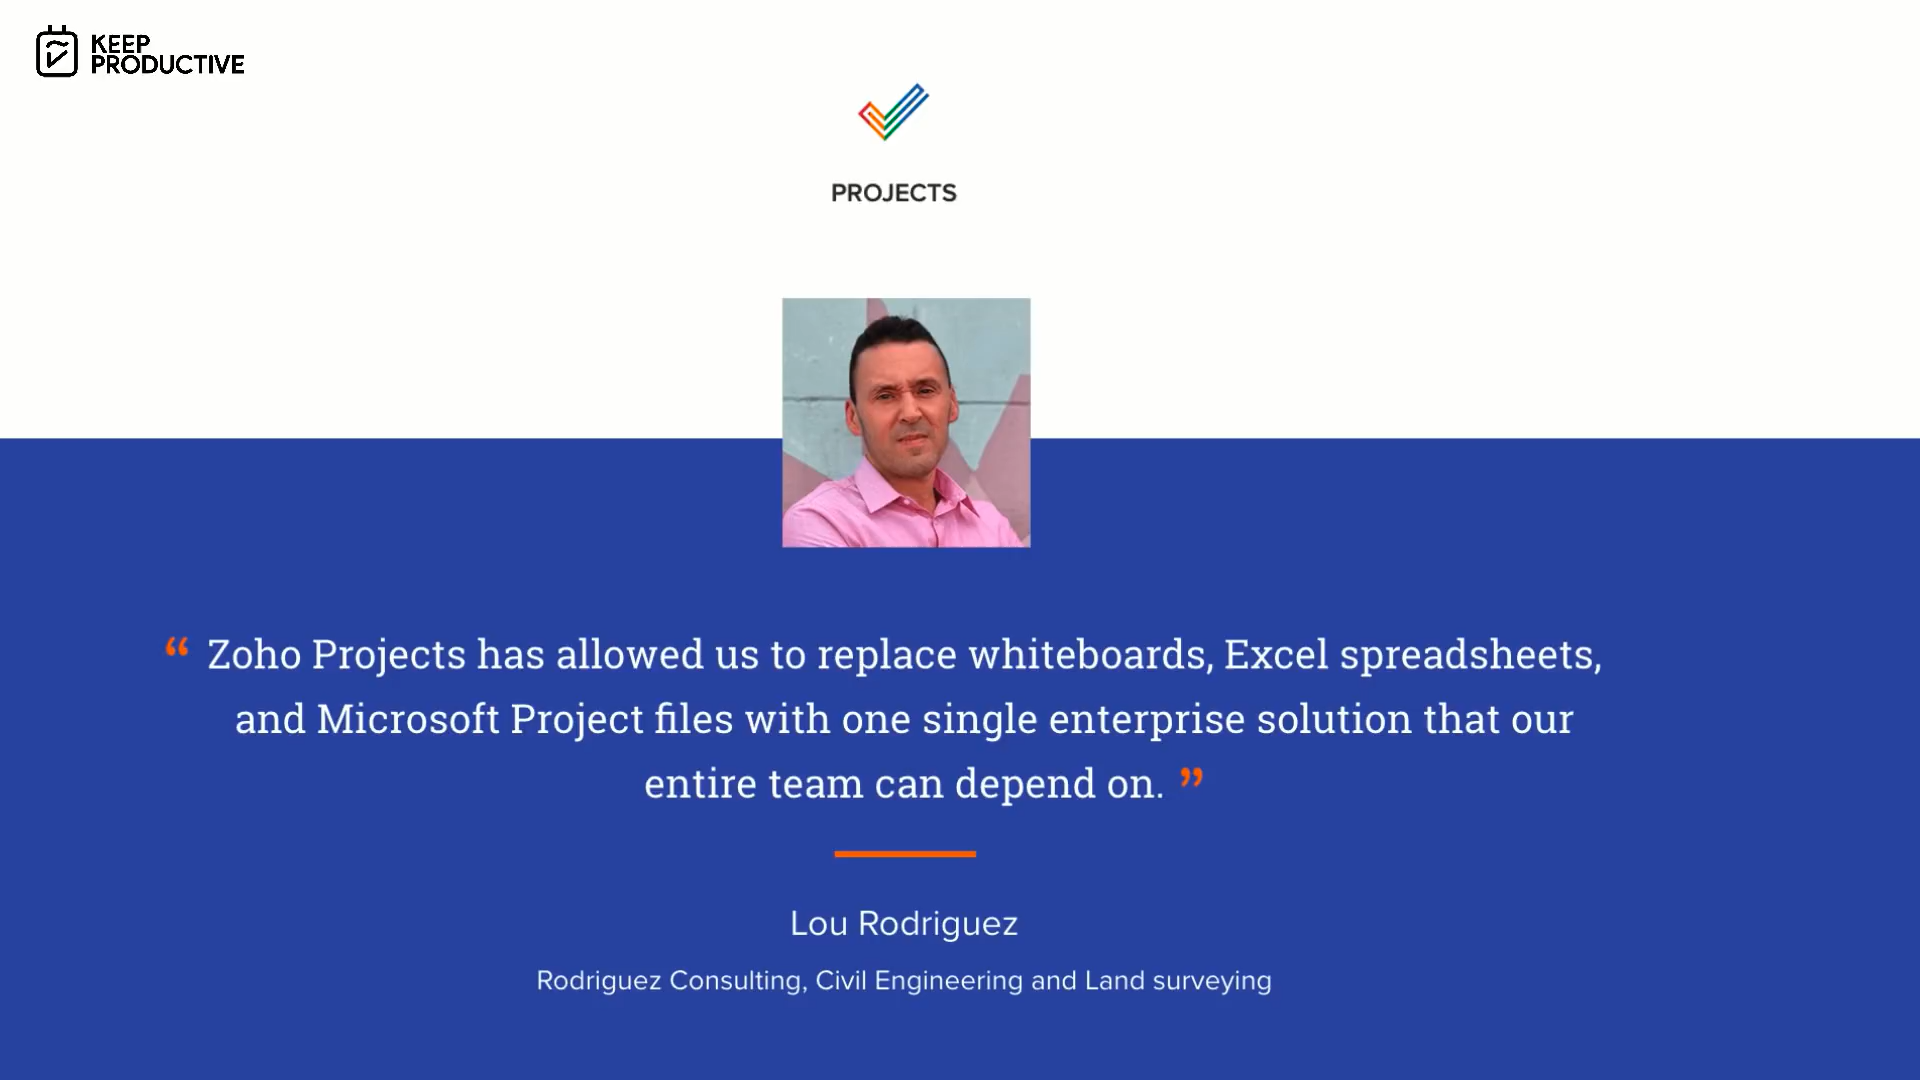 KEEP
PRODUCTIVE
PROJECTS
“ Zoho Projects has allowed us to replace whiteboards, Excel spreadsheets,
and Microsoft Project files with one single enterprise solution that our
entire team can depend on. ”
Lou Rodriguez
Rodriguez Consulting, Civil Engineering and Land surveying